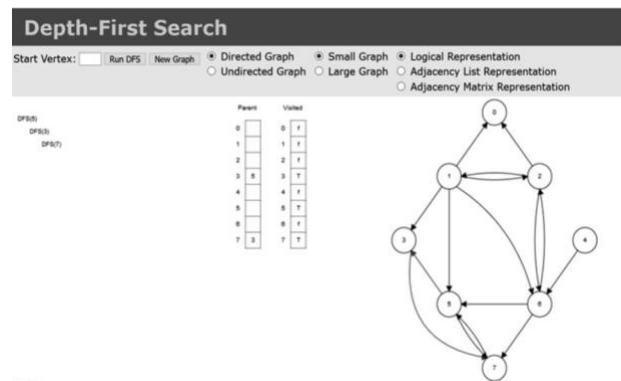 Depth-First Search
Start Vertex: Run DFS New Graph Directed Graph Small Graph Logical Representation
Undirected Graph Large Graph Adjacency List Representation
Adjacency Matrix Representation
DFS(5)
DFS(3)
DFS(7)
Parent Visited
0 0 f
1 1 f
2 2 f
3 5 3 T
4 4 f
5 5 T
6 6 f
7 3 7 T
0
1 2
3 4
5 6
7